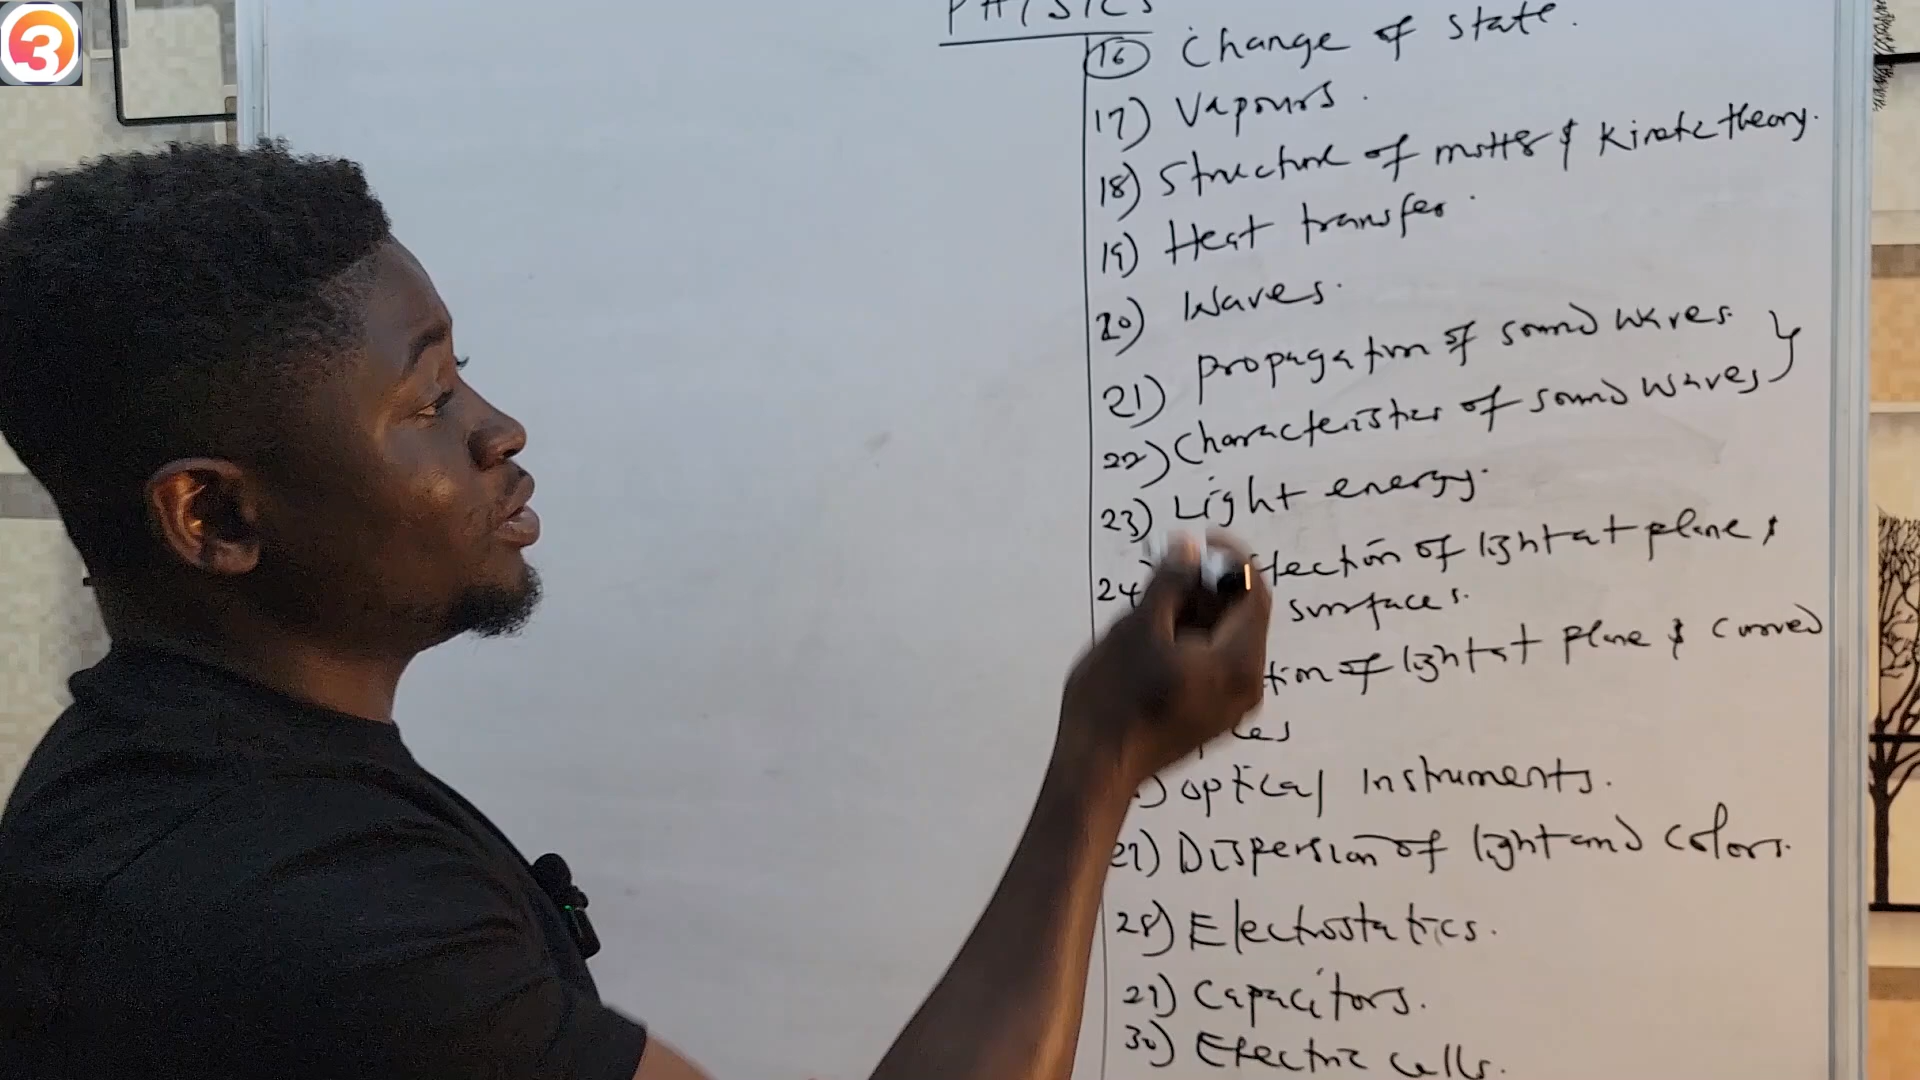 3
PHYSICS
16 Change of state.
17) Vapours.
18) Structure of matter & Kinetic theory.
19) Heat transfer.
20) Waves.
21) Propagation of sound waves }
22) Characteristics of sound waves
23) Light energy.
24) flection of light at plane &
surfaces.
tion of light at plane & curved
) optical Instruments.
27) Dispersion of light and colors.
28) Electrostatics.
29) Capacitors.
30) Electric cells.